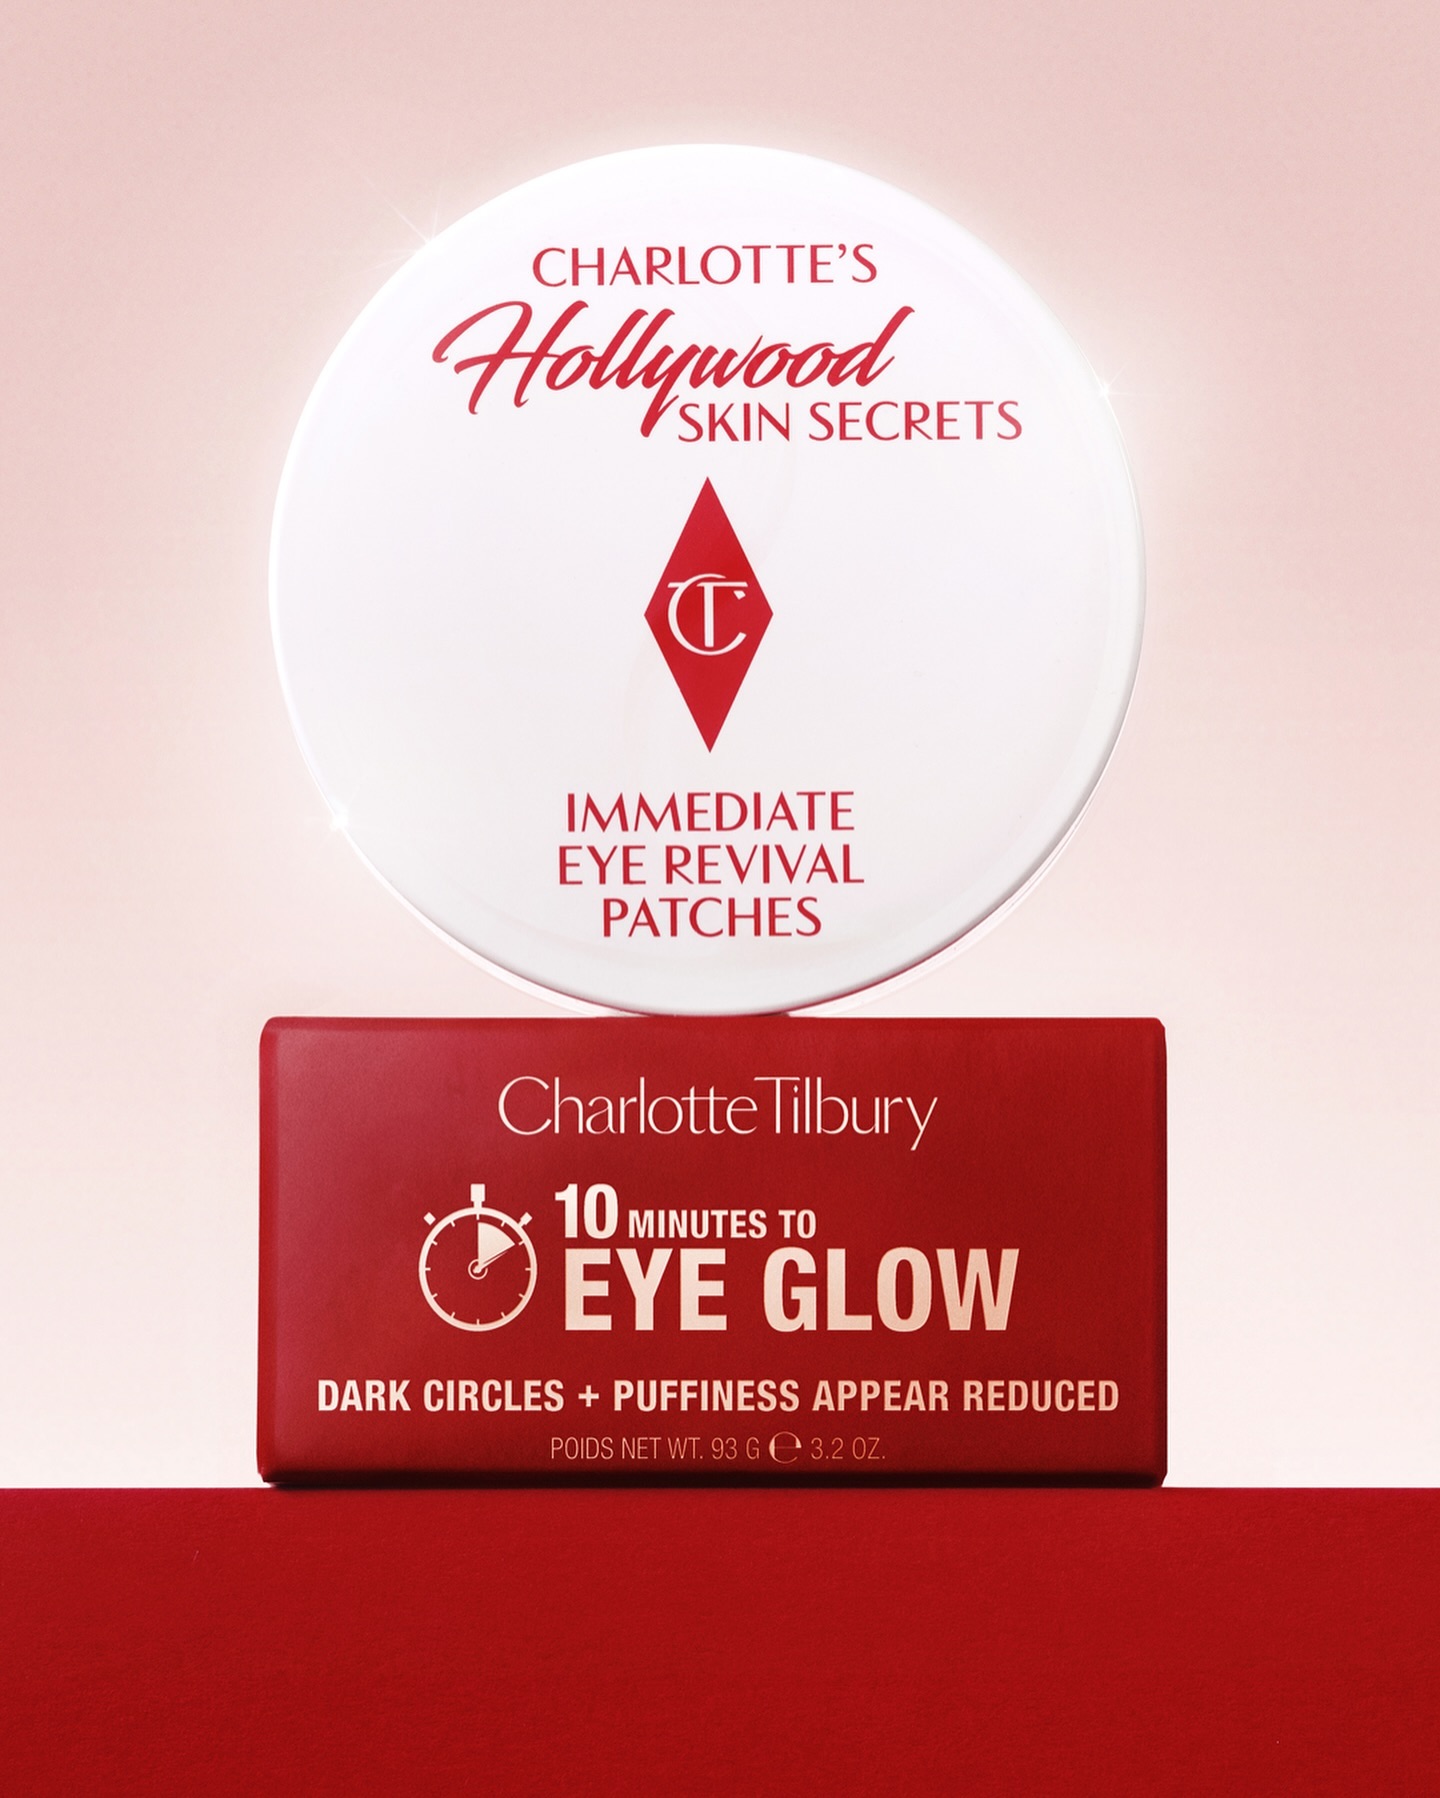 CHARLOTTE’S
Hollywood
SKIN SECRETS
CT
IMMEDIATE
EYE REVIVAL
PATCHES
CharlotteTilbury
10 MINUTES TO
EYE GLOW
DARK CIRCLES + PUFFINESS APPEAR REDUCED
POIDS NET WT. 93 G ℮ 3.2 OZ.